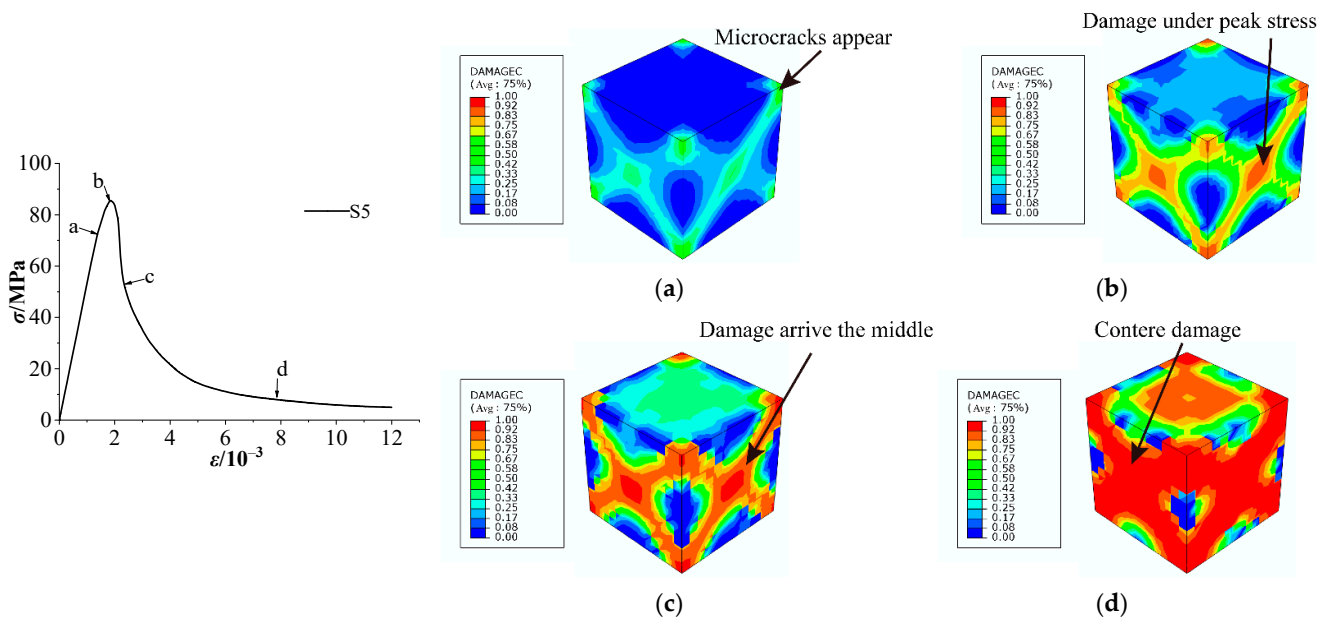 100
80
60
40
20
0
σ/MPa
0
2
4
6
8
10
12
ε/10⁻³
a
b
c
d
S5
Microcracks appear
DAMAGEC
(Avg: 75%)
1.00
0.92
0.83
0.75
0.67
0.58
0.50
0.42
0.33
0.25
0.17
0.08
0.00
(a)
Damage under peak stress
DAMAGEC
(Avg: 75%)
1.00
0.92
0.83
0.75
0.67
0.58
0.50
0.42
0.33
0.25
0.17
0.08
0.00
(b)
Damage arrive the middle
DAMAGEC
(Avg: 75%)
1.00
0.92
0.83
0.75
0.67
0.58
0.50
0.42
0.33
0.25
0.17
0.08
0.00
(c)
Contere damage
DAMAGEC
(Avg: 75%)
1.00
0.92
0.83
0.75
0.67
0.58
0.50
0.42
0.33
0.25
0.17
0.08
0.00
(d)